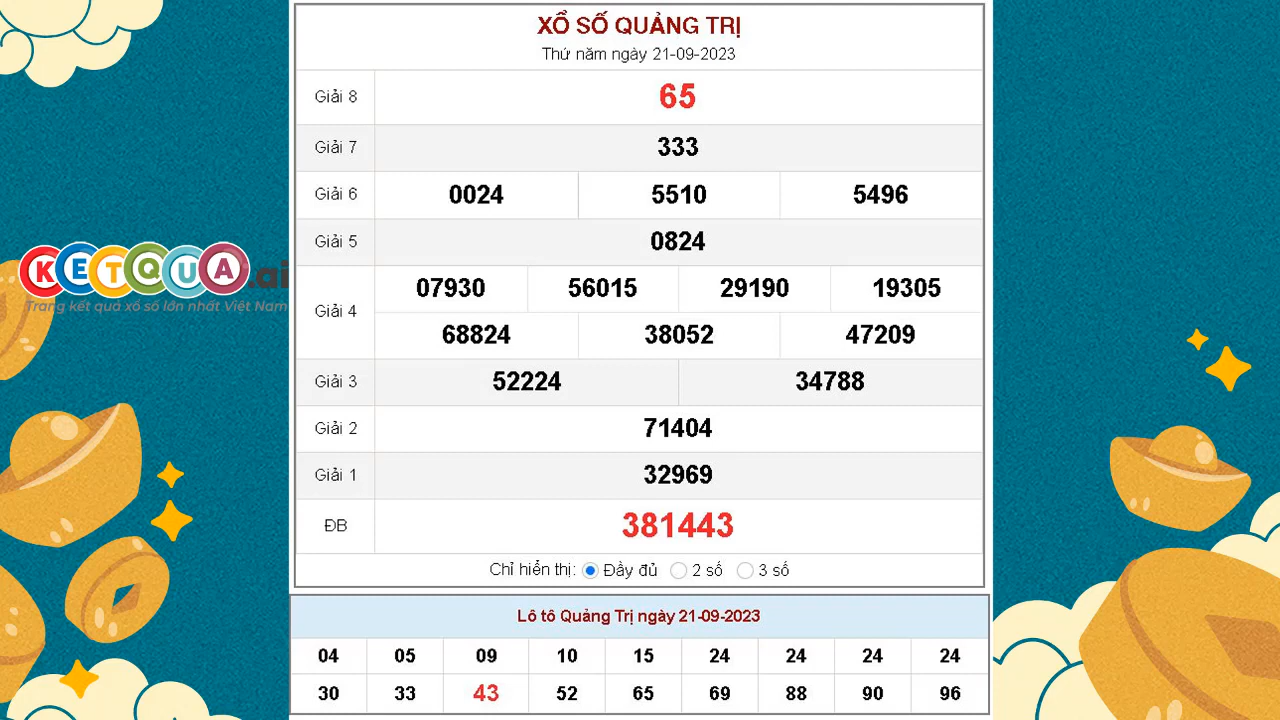 XỔ SỐ QUẢNG TRỊ
Thứ năm ngày 21-09-2023
Giải 8 65
Giải 7 333
Giải 6 0024 5510 5496
Giải 5 0824
Giải 4 07930 56015 29190 19305
68824 38052 47209
Giải 3 52224 34788
Giải 2 71404
Giải 1 32969
ĐB 381443
Chỉ hiển thị: Đầy đủ 2 số 3 số
Lô tô Quảng Trị ngày 21-09-2023
04 05 09 10 15 24 24 24 24
30 33 43 52 65 69 88 90 96
KETQUA.ai
Trang kết quả xổ số lớn nhất Việt Nam